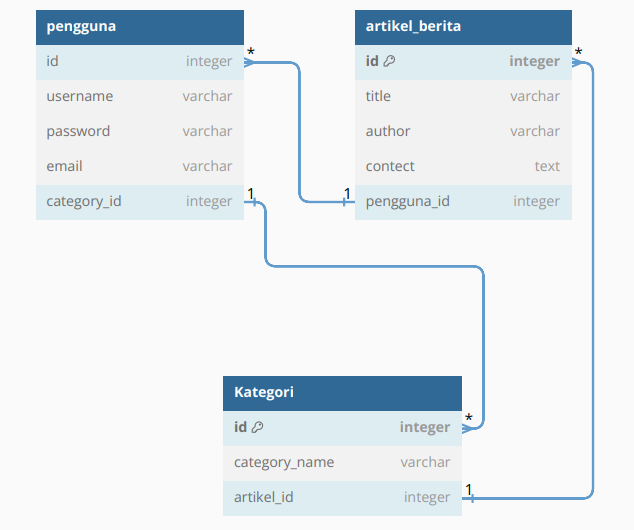 pengguna
id integer
username varchar
password varchar
email varchar
category_id integer
* 1
1
artikel_berita
id integer
title varchar
author varchar
contect text
pengguna_id integer
*
Kategori
id integer
category_name varchar
artikel_id integer
*
1